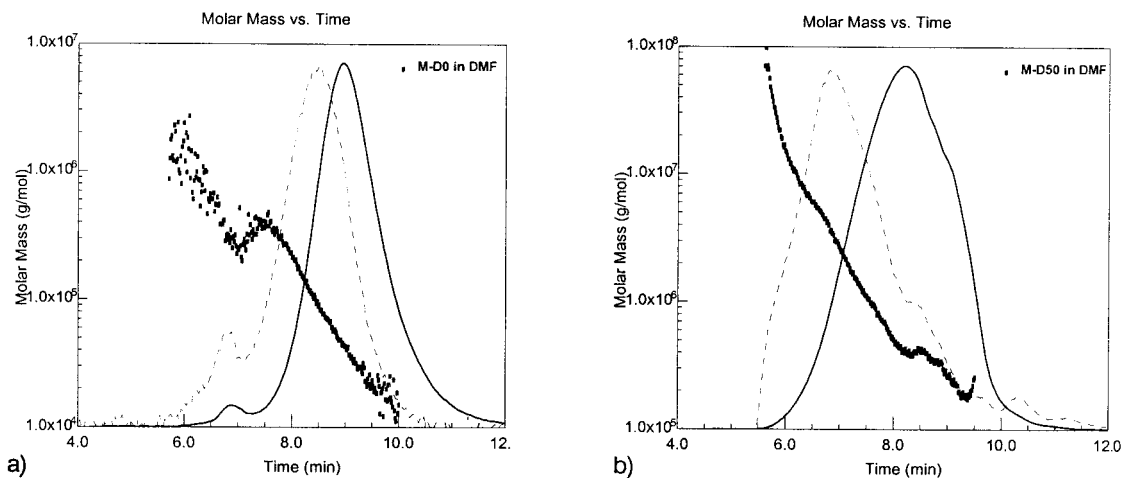 Molar Mass vs. Time
1.0x10⁷
M-D0 in DMF
1.0x10⁶
1.0x10⁵
1.0x10⁴
Molar Mass (g/mol)
4.0 6.0 8.0 10.0 12.
Time (min)
a)
Molar Mass vs. Time
1.0x10⁸
M-D50 in DMF
1.0x10⁷
1.0x10⁶
1.0x10⁵
Molar Mass (g/mol)
4.0 6.0 8.0 10.0 12.0
Time (min)
b)